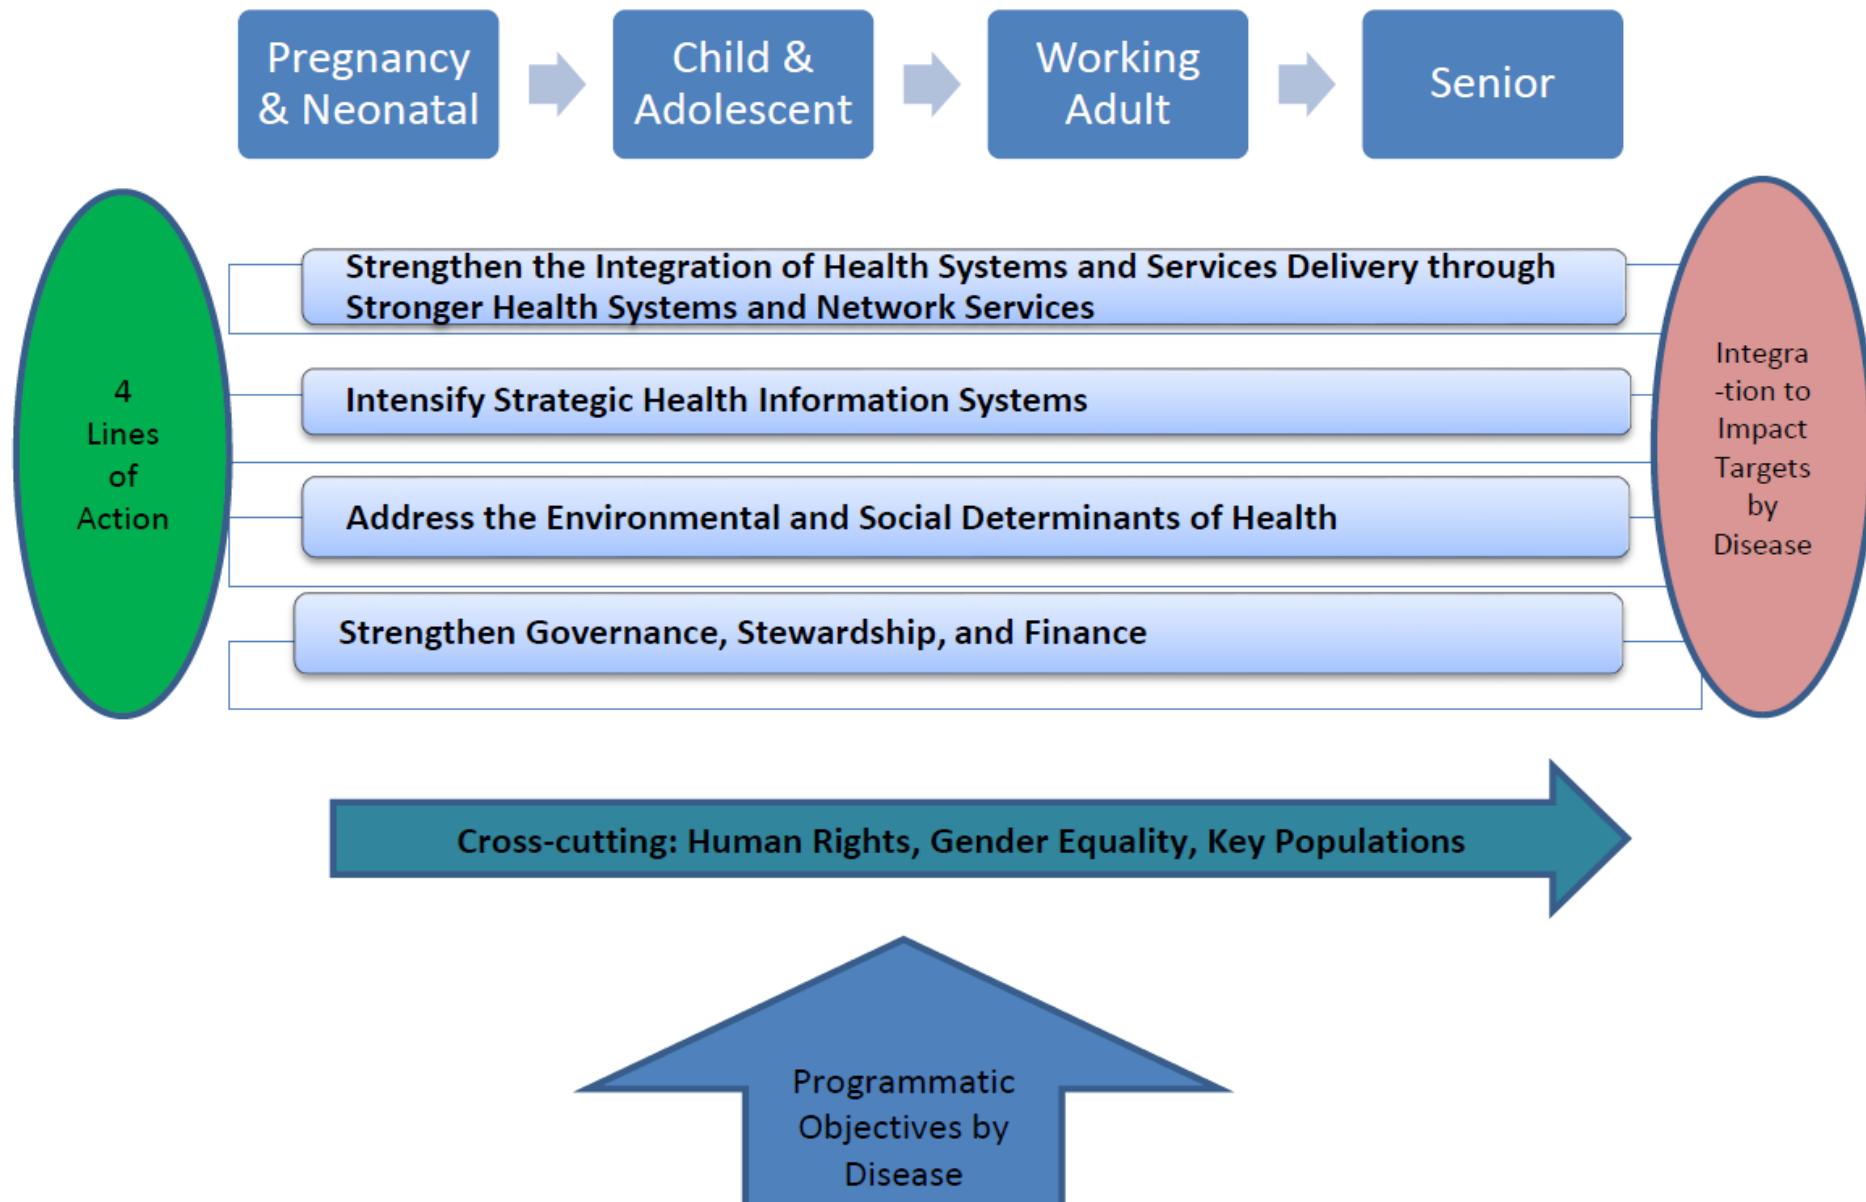 Pregnancy
& Neonatal
Child &
Adolescent
Working
Adult
Senior
4
Lines
of
Action
Strengthen the Integration of Health Systems and Services Delivery through
Stronger Health Systems and Network Services
Intensify Strategic Health Information Systems
Address the Environmental and Social Determinants of Health
Strengthen Governance, Stewardship, and Finance
Integra
-tion to
Impact
Targets
by
Disease
Cross-cutting: Human Rights, Gender Equality, Key Populations
Programmatic
Objectives by
Disease